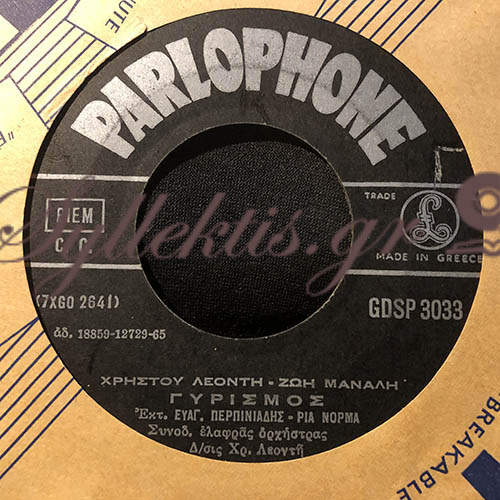 PARLOPHONE
BIEM
TRADE
£
MADE IN GREECE
Syllektis.gr
(7XGO 2641)
GDSP 3033
ἀδ. 18859-12729-65
ΧΡΗΣΤΟΥ ΛΕΟΝΤΗ - ΖΩΗ ΜΑΝΑΛΗ
ΓΥΡΙΣΜΟΣ
Ἐκτ. ΕΥΑΓ. ΠΕΡΠΙΝΙΑΔΗΣ - ΡΙΑ ΝΟΡΜΑ
Συνοδ. ἐλαφρᾶς ὀρχήστρας
Δ/σις Χρ. Λεοντῆ
BREAKABLE